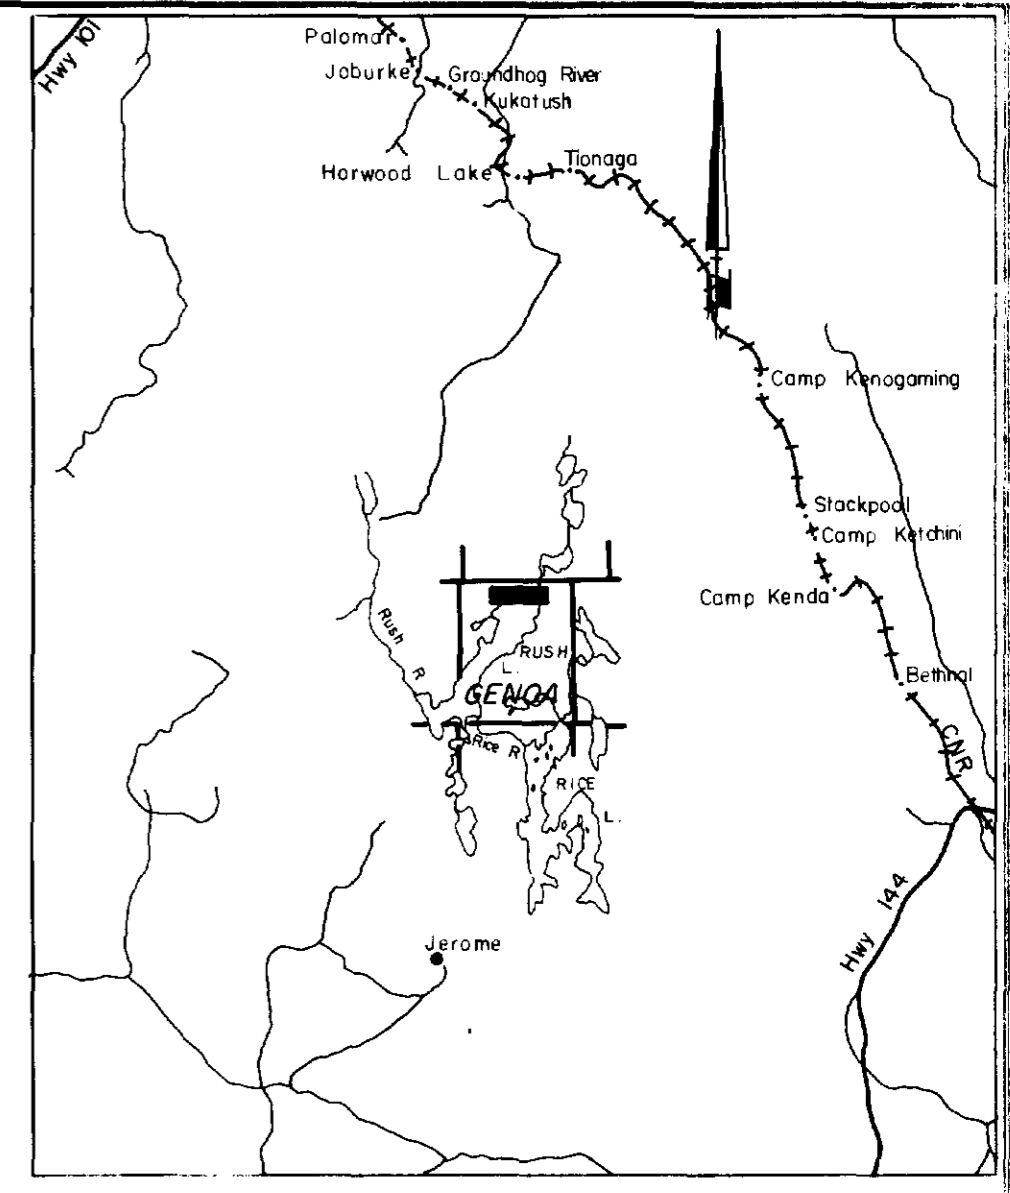 Hwy 101
Palomar
Joburke
Groundhog River
Kukatush
Tionaga
Horwood Lake
Camp Kenogaming
Stackpool
Camp Ketchini
Camp Kenda
Rush R
RUSH
L.
Bethnal
GENOA
CNR
Rice R
RICE
L.
Hwy 144
Jerome